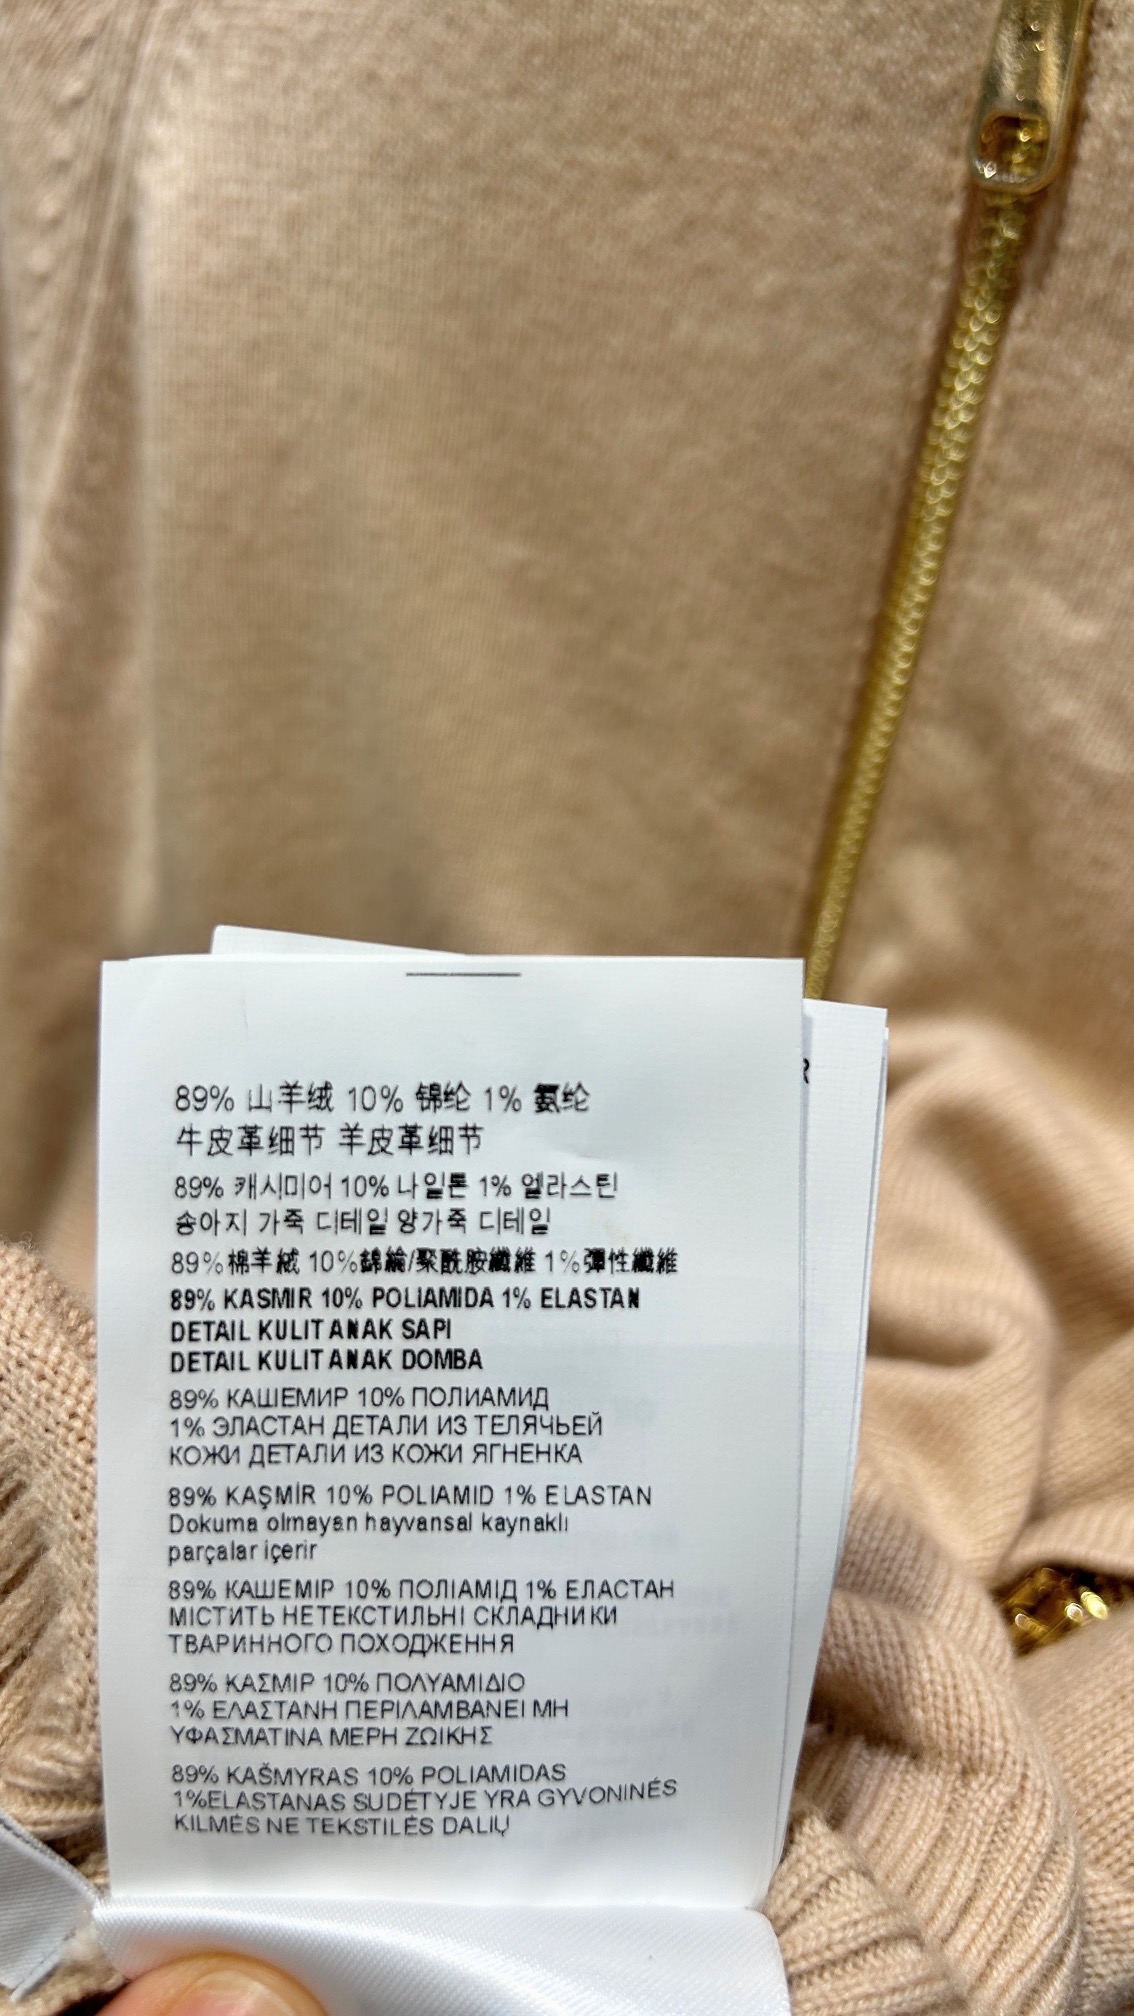 89% 山羊绒 10% 锦纶 1% 氨纶
牛皮革细节 羊皮革细节
89% 캐시미어 10% 나일론 1% 엘라스틴
송아지 가죽 디테일 양가죽 디테일
89%棉羊絨 10%錦綸/聚酰胺纖維 1%彈性纖維
89% KASMIR 10% POLIAMIDA 1% ELASTAN
DETAIL KULIT ANAK SAPI
DETAIL KULIT ANAK DOMBA
89% КАШЕМИР 10% ПОЛИАМИД
1% ЭЛАСТАН ДЕТАЛИ ИЗ ТЕЛЯЧЬЕЙ
КОЖИ ДЕТАЛИ ИЗ КОЖИ ЯГНЕНКА
89% KAŞMİR 10% POLIAMID 1% ELASTAN
Dokuma olmayan hayvansal kaynaklı
parçalar içerir
89% КАШЕМІР 10% ПОЛІАМІД 1% ЕЛАСТАН
МІСТИТЬ НЕТЕКСТИЛЬНІ СКЛАДНИКИ
ТВАРИННОГО ПОХОДЖЕННЯ
89% ΚΑΣΜΙΡ 10% ΠΟΛΥΑΜΙΔΙΟ
1% ΕΛΑΣΤΑΝΗ ΠΕΡΙΛΑΜΒΑΝΕΙ ΜΗ
ΥΦΑΣΜΑΤΙΝΑ ΜΕΡΗ ΖΩΙΚΗΣ
89% KAŠMYRAS 10% POLIAMIDAS
1%ELASTANAS SUDĖTYJE YRA GYVONINĖS
KILMĖS NE TEKSTILĖS DALIŲ
R